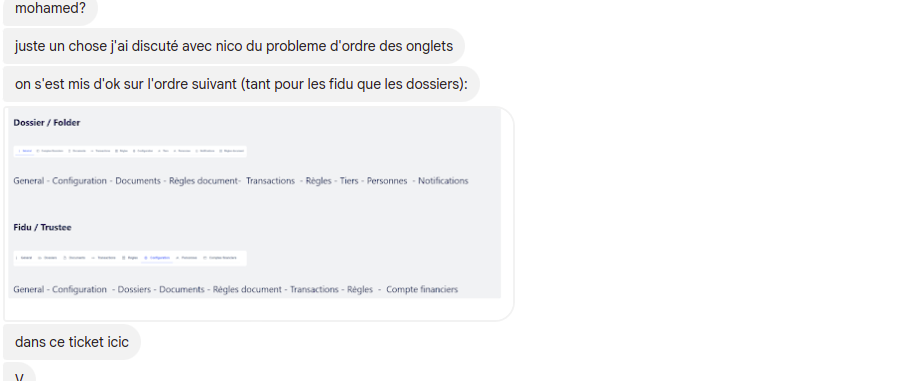 mohamed?
juste un chose j'ai discuté avec nico du probleme d'ordre des onglets
on s'est mis d'ok sur l'ordre suivant (tant pour les fidu que les dossiers):
Dossier / Folder
General - Configuration - Documents - Règles document- Transactions - Règles - Tiers - Personnes - Notifications
Fidu / Trustee
General - Configuration - Dossiers - Documents - Règles document - Transactions - Règles - Compte financiers
dans ce ticket icic